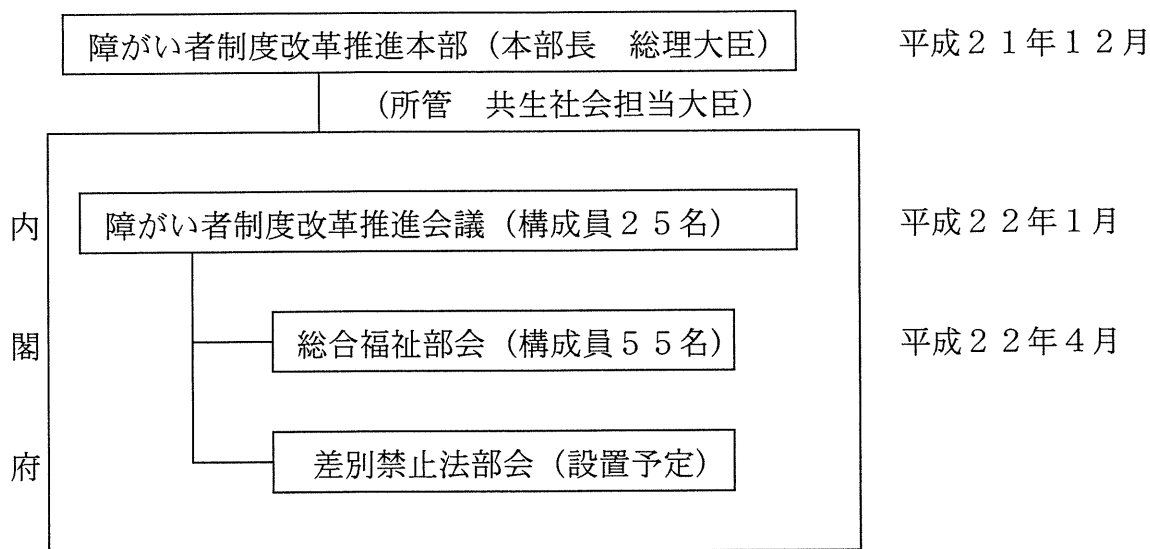 障がい者制度改革推進本部（本部長　総理大臣）　平成２１年１２月
（所管　共生社会担当大臣）
内閣府
障がい者制度改革推進会議（構成員２５名）　平成２２年１月
総合福祉部会（構成員５５名）　平成２２年４月
差別禁止法部会（設置予定）